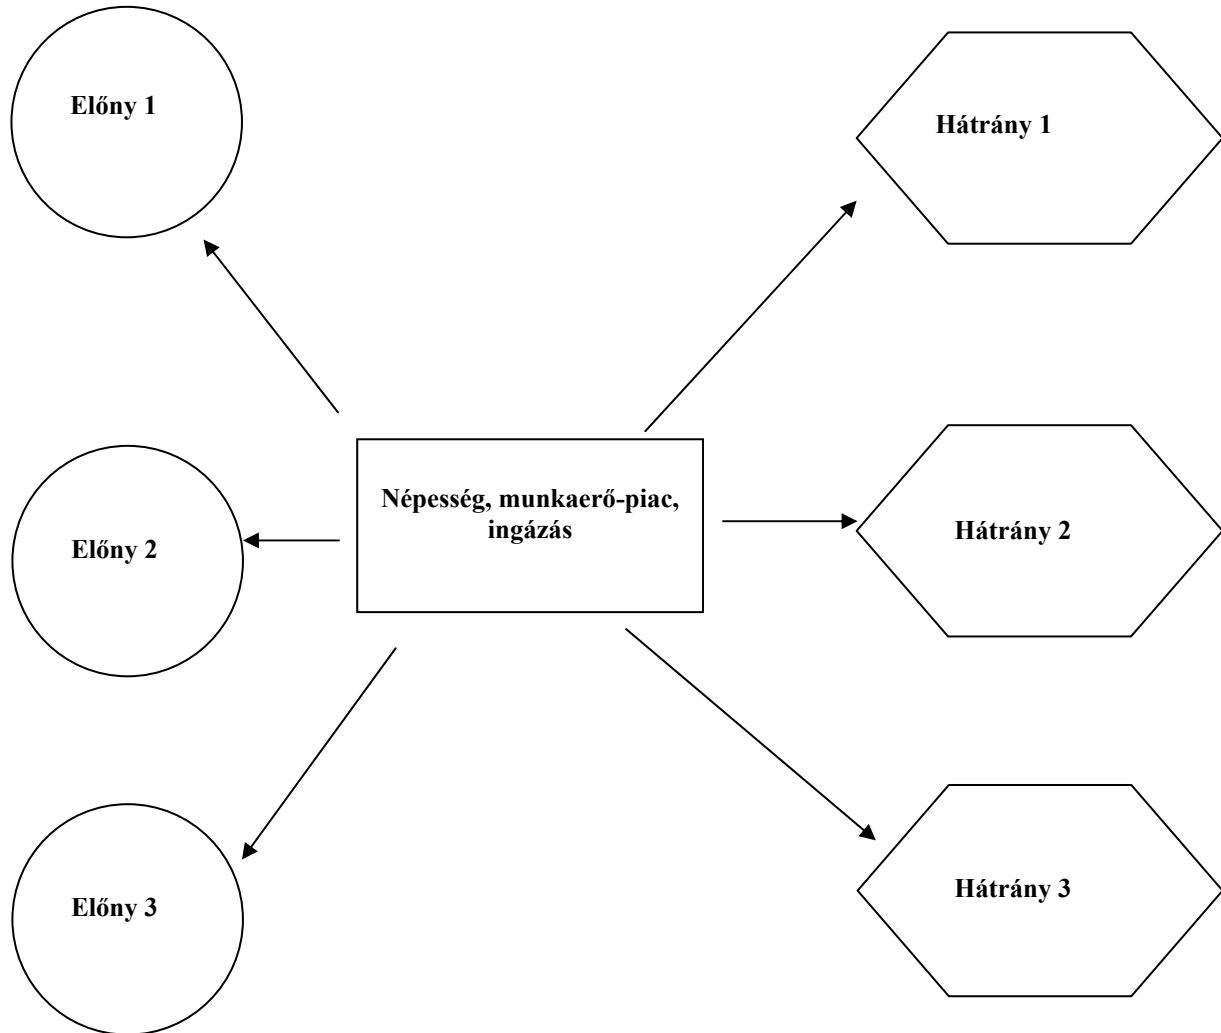 Előny 1
Hátrány 1
Népesség, munkaerő-piac,
ingázás
Előny 2
Hátrány 2
Előny 3
Hátrány 3